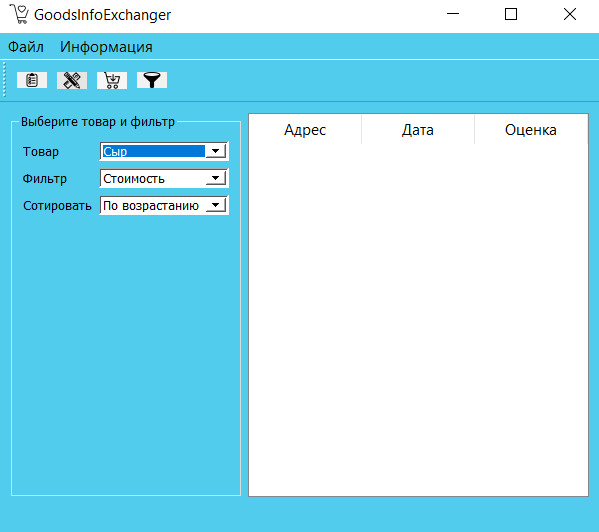 GoodsInfoExchanger
Файл Информация
Выберите товар и фильтр
Товар Сыр
Фильтр Стоимость
Сотировать По возрастанию
Адрес Дата Оценка